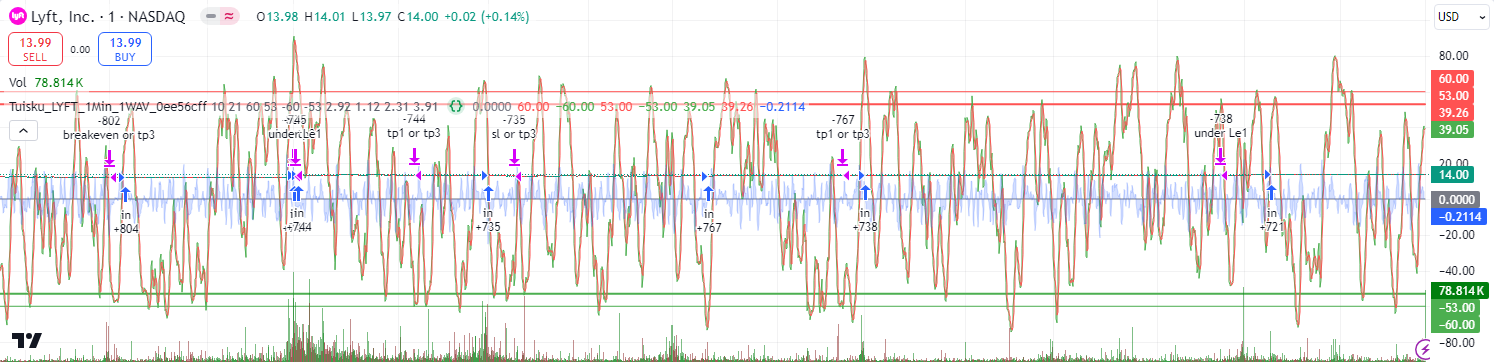 Lyft, Inc. · 1 · NASDAQ O13.98 H14.01 L13.97 C14.00 +0.02 (+0.14%)
USD
13.99 SELL 0.00 13.99 BUY
Vol 78.814K
Tuisku_LYFT_1Min_1WAV_0ee56cff 10 21 60 53 -60 -53 2.92 1.12 2.31 3.91 0.0000 60.00 −60.00 53.00 −53.00 39.05 39.26 −0.2114
-802
breakeven or tp3
-745
under Le1
-744
tp1 or tp3
-735
sl or tp3
-767
tp1 or tp3
-738
under Le1
in
+804
in
+744
in
+735
in
+767
in
+738
in
+721
80.00
60.00
53.00
39.26
39.05
20.00
14.00
0.0000
−0.2114
−20.00
−40.00
78.814K
−53.00
−60.00
−80.00